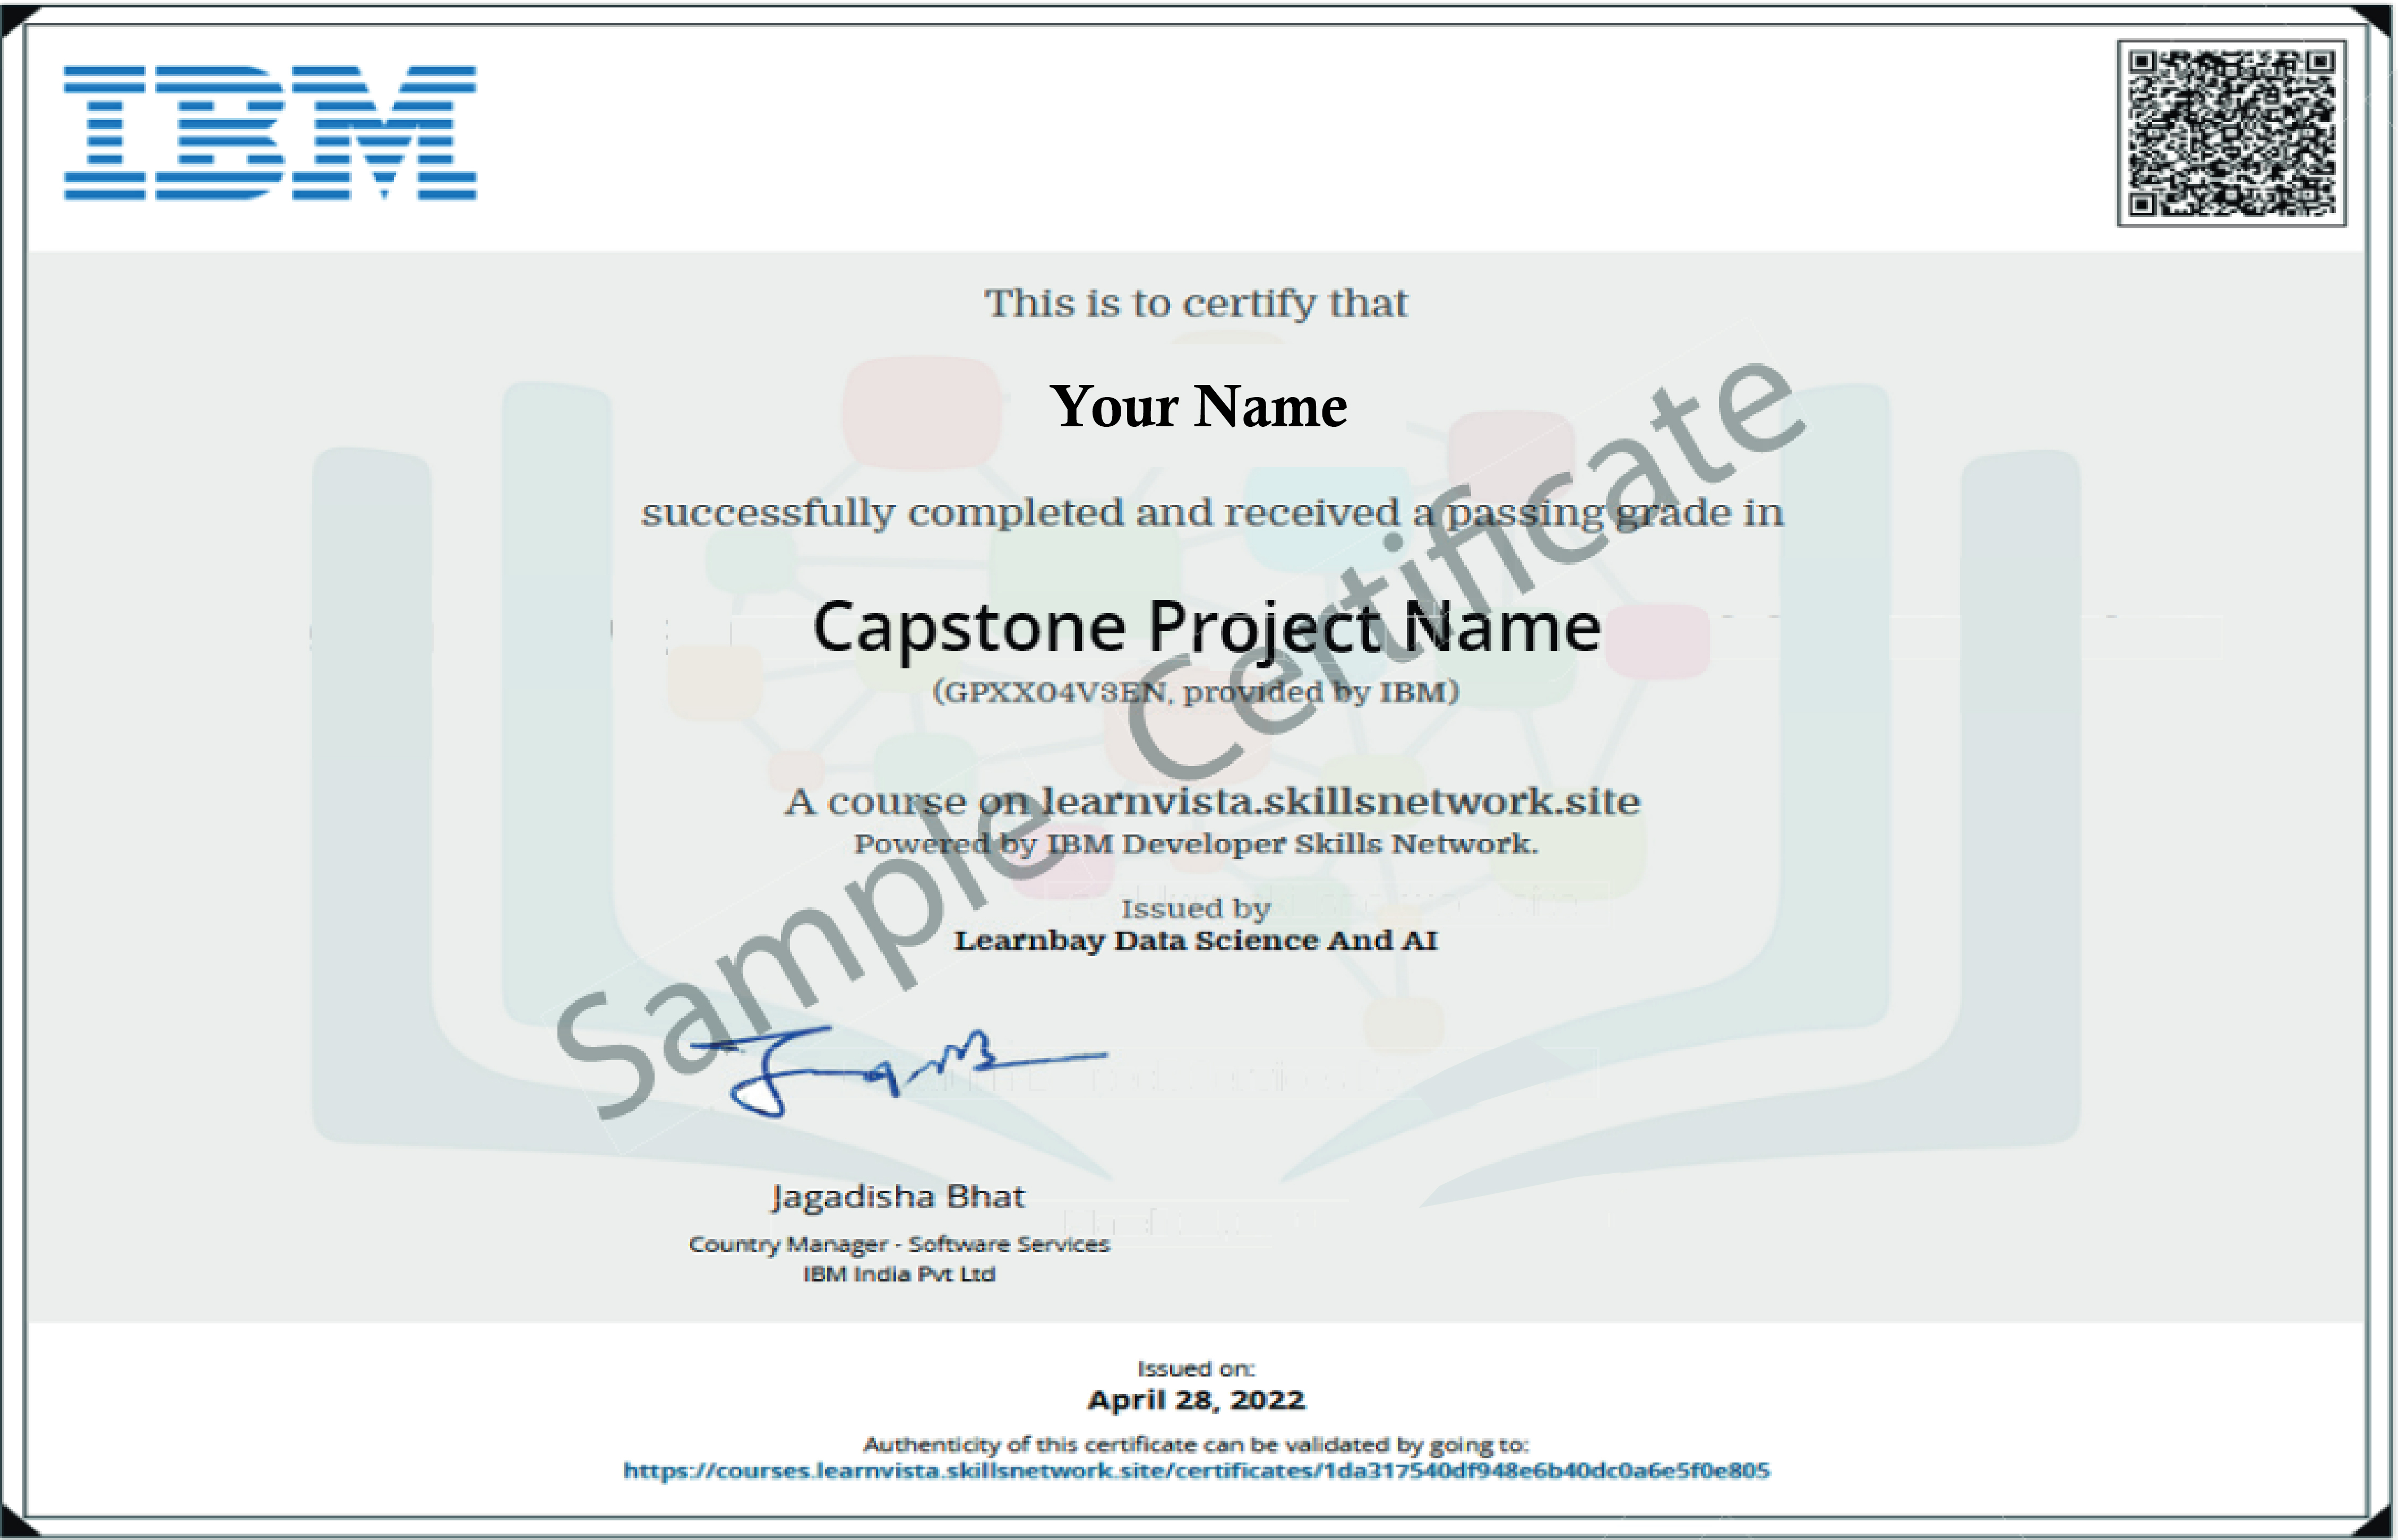 IBM
This is to certify that
Your Name
successfully completed and received a passing grade in
Capstone Project Name
(GPXX04V3EN, provided by IBM)
A course on learnvista.skillsnetwork.site
Powered by IBM Developer Skills Network.
Issued by
Learnbay Data Science And AI
Sample Certificate
Jagadisha Bhat
Country Manager - Software Services
IBM India Pvt Ltd
Issued on:
April 28, 2022
Authenticity of this certificate can be validated by going to:
https://courses.learnvista.skillsnetwork.site/certificates/1da317540df948e6b40dc0a6e5f0e805